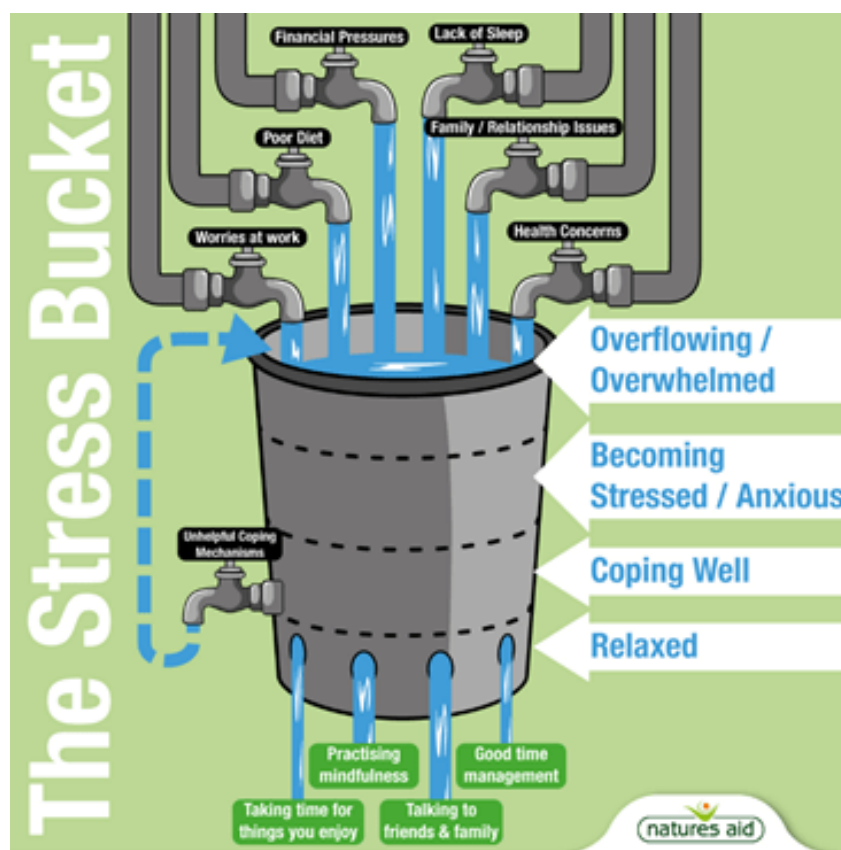 The Stress Bucket
Financial Pressures
Lack of Sleep
Poor Diet
Family / Relationship Issues
Worries at work
Health Concerns
Overflowing /
Overwhelmed
Becoming
Stressed / Anxious
Coping Well
Relaxed
Unhelpful Coping
Mechanisms
Practising
mindfulness
Good time
management
Taking time for
things you enjoy
Talking to
friends & family
natures aid